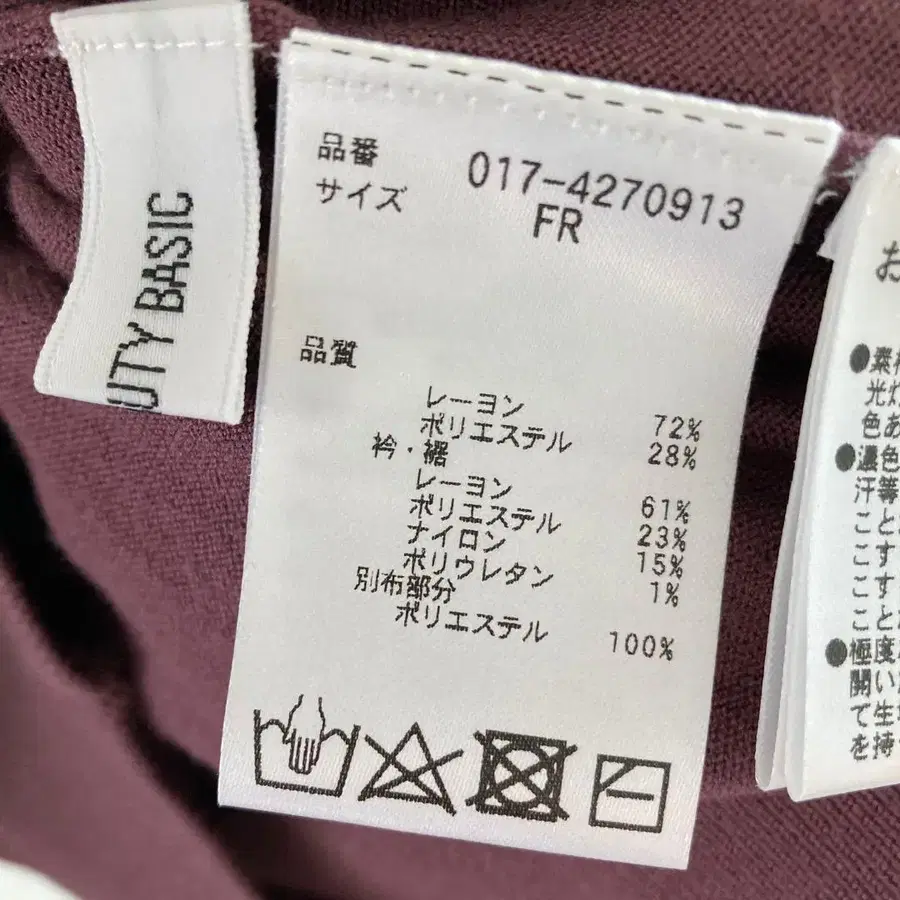 UTY BASIC
品番 017-4270913
サイズ FR
品質
レーヨン 72%
ポリエステル 28%
衿・裾
レーヨン 61%
ポリエステル 23%
ナイロン 15%
ポリウレタン 1%
別布部分
ポリエステル 100%
お
●素
光灯
色あ
●濃色
汗等
こと
こす
こす
こと
●極度
開い
て生
を持